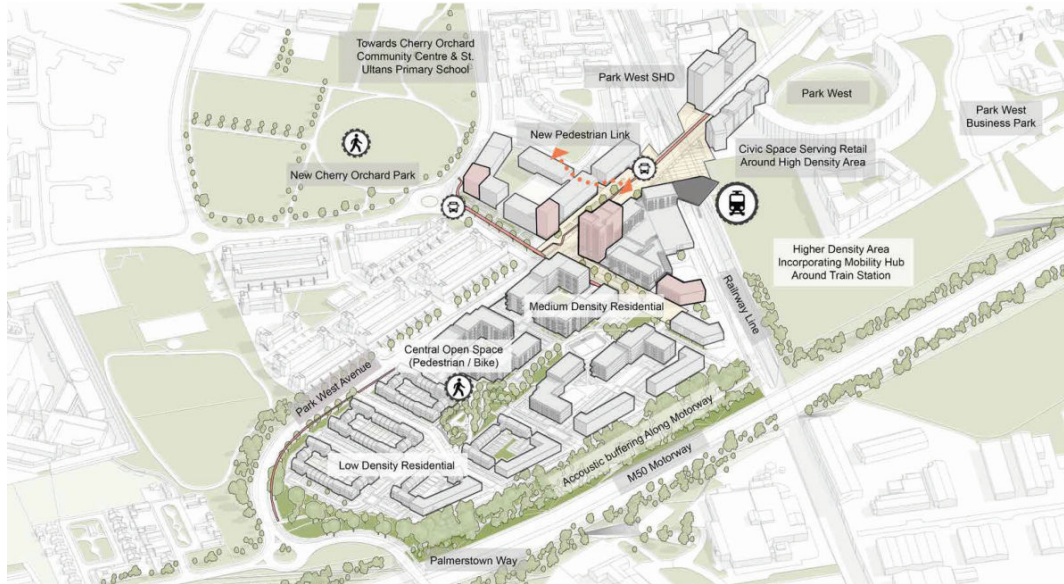 Towards Cherry Orchard
Community Centre & St.
Ultans Primary School
Park West SHD
Park West
Park West
Business Park
New Pedestrian Link
Civic Space Serving Retail
Around High Density Area
New Cherry Orchard Park
Higher Density Area
Incorporating Mobility Hub
Around Train Station
Railrway Line
Medium Density Residential
Central Open Space
(Pedestrian / Bike)
Park West Avenue
Accoustic buffering Along Motorway
M50 Motorway
Low Density Residential
Palmerstown Way